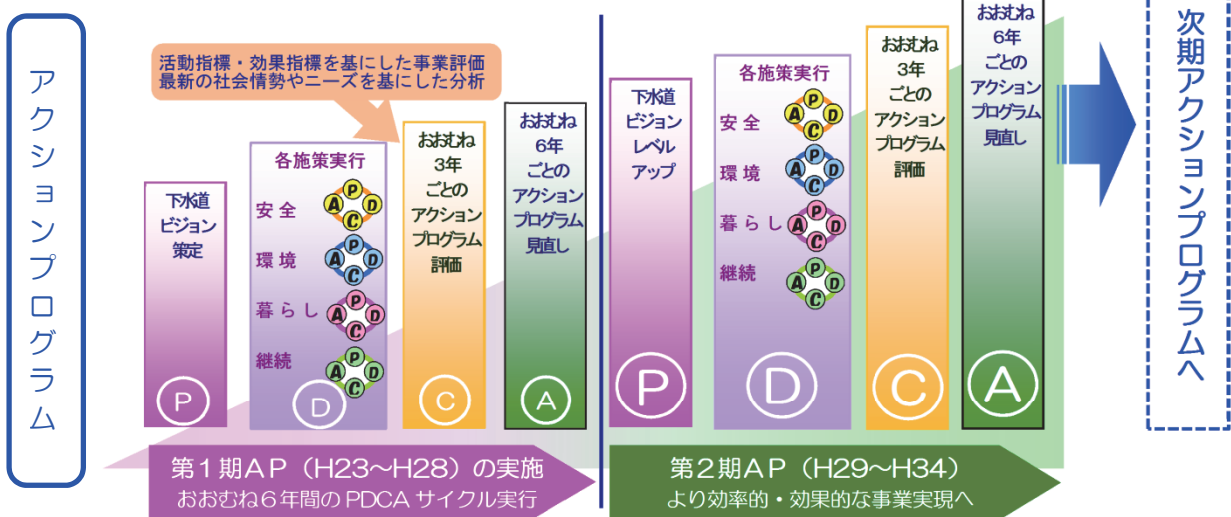 アクションプログラム
活動指標・効果指標を基にした事業評価
最新の社会情勢やニーズを基にした分析
下水道
ビジョン
策定
P
各施策実行
安全
P
A
D
C
環境
P
A
D
C
暮らし
P
A
D
C
継続
P
A
D
C
D
おおむね
3年
ごとの
アクション
プログラム
評価
C
おおむね
6年
ごとの
アクション
プログラム
見直し
A
第1期AP（H23～H28）の実施
おおむね6年間のPDCAサイクル実行
下水道
ビジョン
レベル
アップ
P
各施策実行
安全
P
A
D
C
環境
P
A
D
C
暮らし
P
A
D
C
継続
P
A
D
C
D
おおむね
3年
ごとの
アクション
プログラム
評価
C
おおむね
6年
ごとの
アクション
プログラム
見直し
A
第2期AP（H29～H34）
より効率的・効果的な事業実現へ
次期アクションプログラムへ